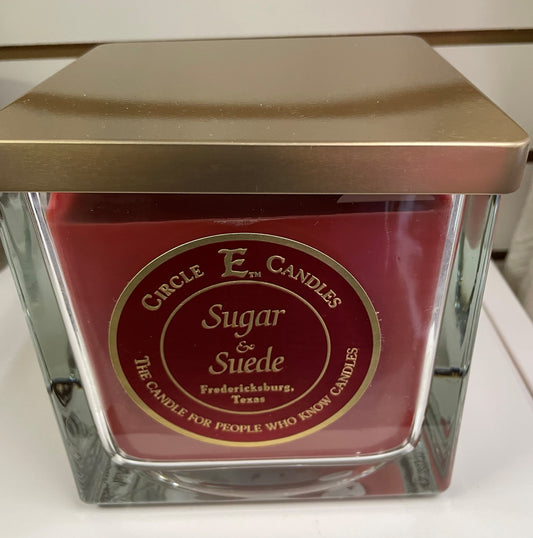 CIRCLE E™ CANDLES
Sugar
&
Suede
Fredericksburg,
Texas
THE CANDLE FOR PEOPLE WHO KNOW CANDLES